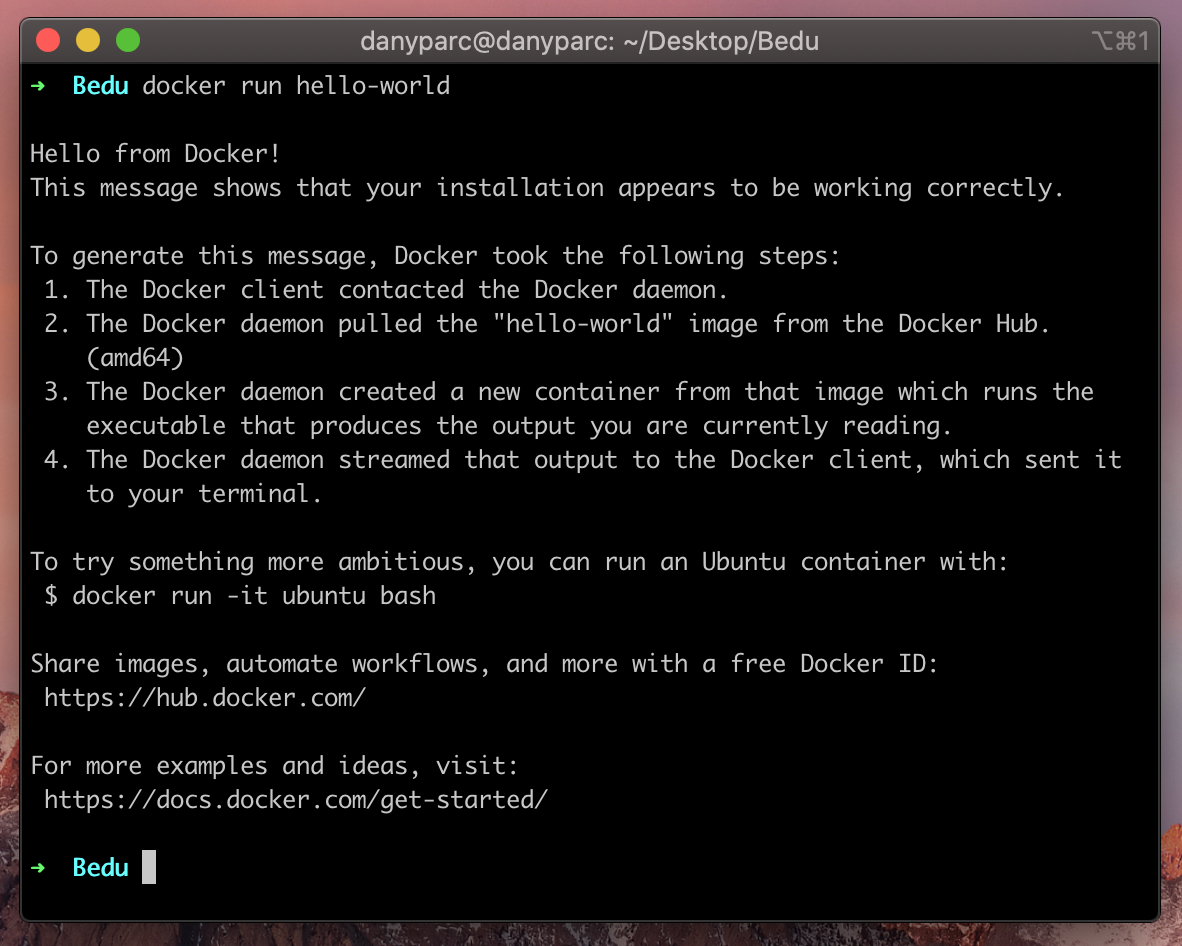 danyparc@danyparc: ~/Desktop/Bedu ⌥⌘1
➜  Bedu docker run hello-world

Hello from Docker!
This message shows that your installation appears to be working correctly.

To generate this message, Docker took the following steps:
 1. The Docker client contacted the Docker daemon.
 2. The Docker daemon pulled the "hello-world" image from the Docker Hub.
    (amd64)
 3. The Docker daemon created a new container from that image which runs the
    executable that produces the output you are currently reading.
 4. The Docker daemon streamed that output to the Docker client, which sent it
    to your terminal.

To try something more ambitious, you can run an Ubuntu container with:
 $ docker run -it ubuntu bash

Share images, automate workflows, and more with a free Docker ID:
 https://hub.docker.com/

For more examples and ideas, visit:
 https://docs.docker.com/get-started/

➜  Bedu